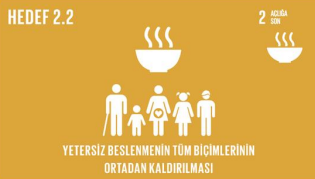 HEDEF 2.2
2 AÇLIĞA
SON
YETERSİZ BESLENMENİN TÜM BİÇİMLERİNİN
ORTADAN KALDIRILMASI